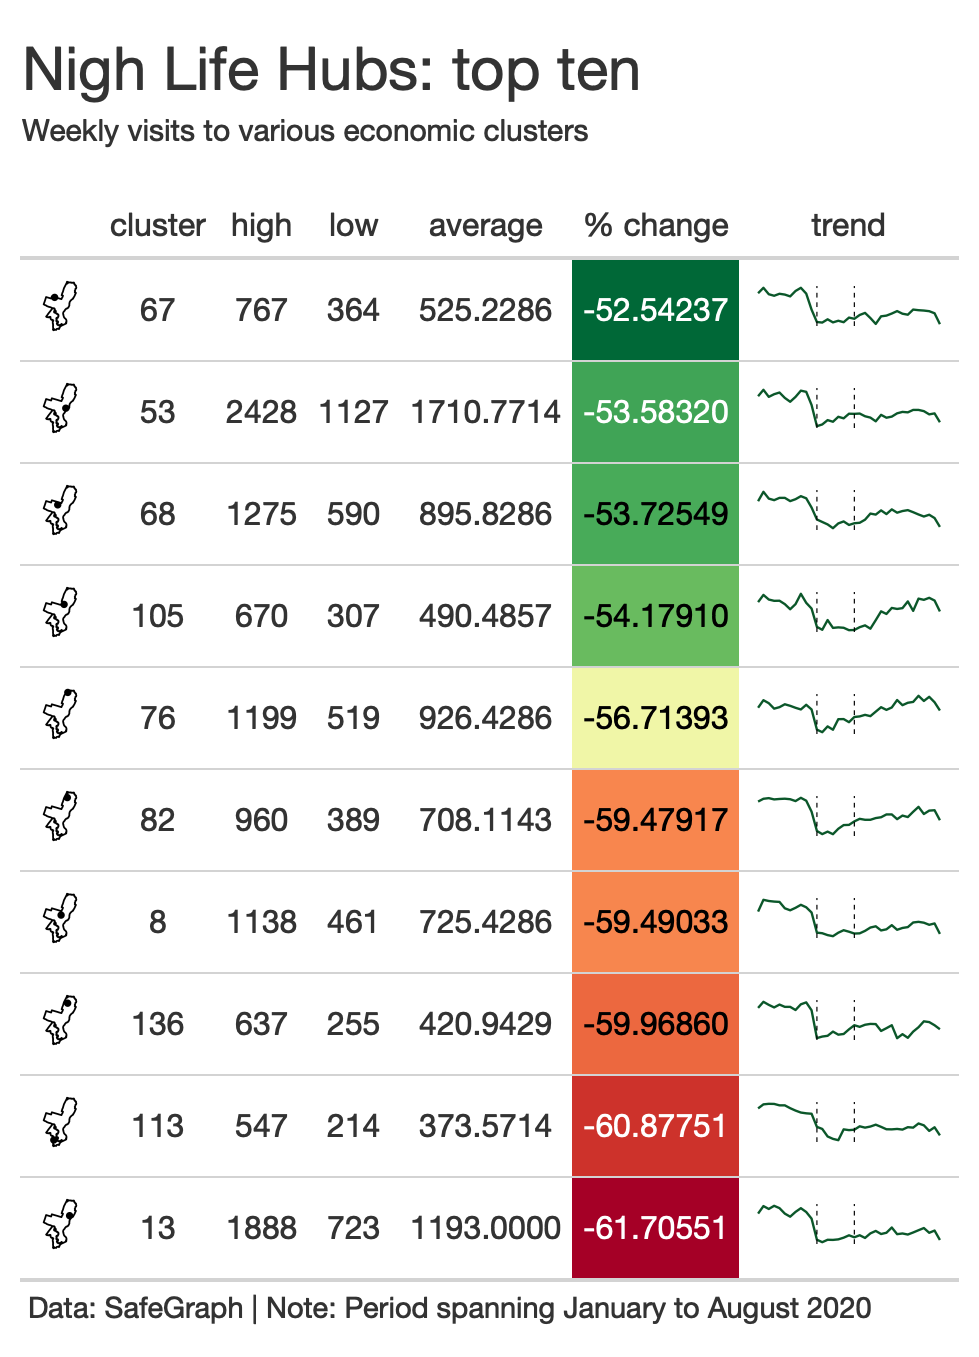 Nigh Life Hubs: top ten
Weekly visits to various economic clusters
cluster high low average % change trend
67 767 364 525.2286 -52.54237
53 2428 1127 1710.7714 -53.58320
68 1275 590 895.8286 -53.72549
105 670 307 490.4857 -54.17910
76 1199 519 926.4286 -56.71393
82 960 389 708.1143 -59.47917
8 1138 461 725.4286 -59.49033
136 637 255 420.9429 -59.96860
113 547 214 373.5714 -60.87751
13 1888 723 1193.0000 -61.70551
Data: SafeGraph | Note: Period spanning January to August 2020